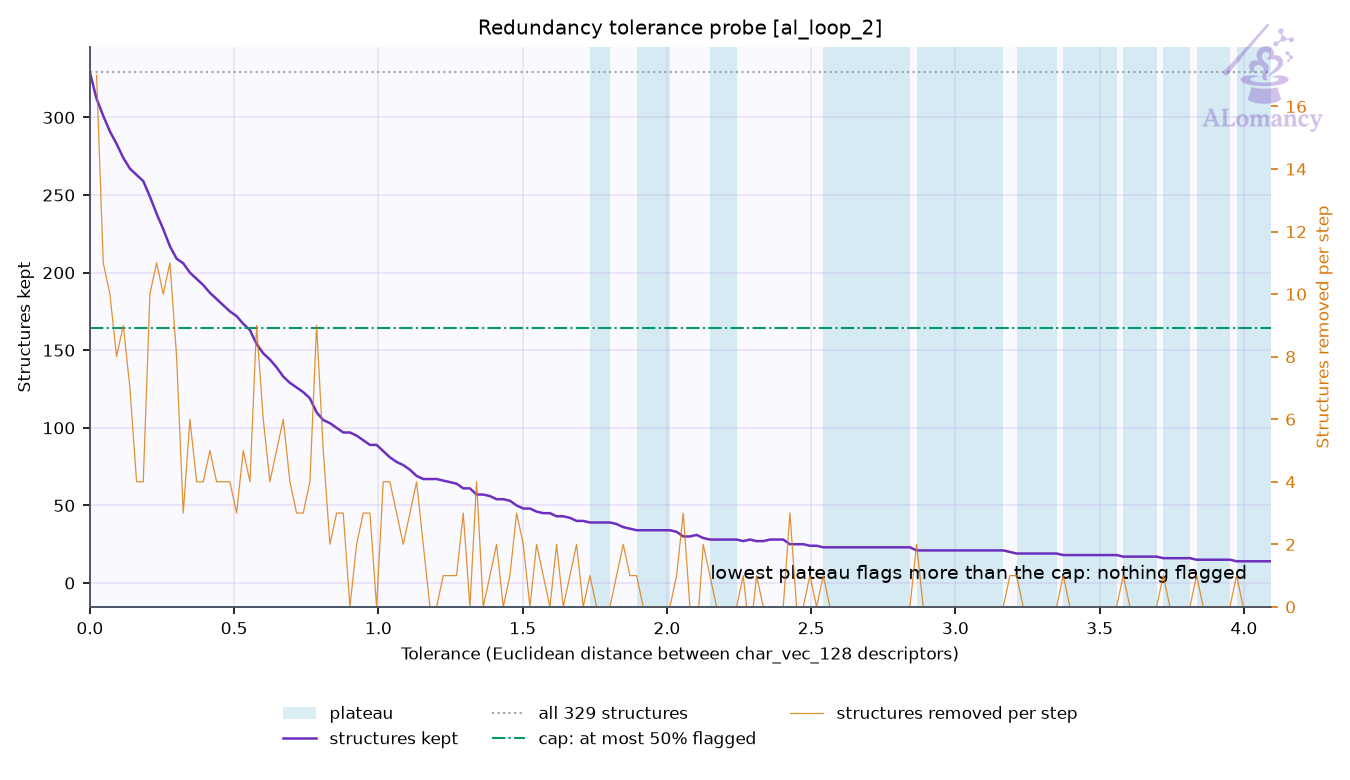 Redundancy tolerance probe [al_loop_2]
ALomancy
Structures kept
300
250
200
150
100
50
0
16
14
12
10
8
6
4
2
0
Structures removed per step
lowest plateau flags more than the cap: nothing flagged
0.0 0.5 1.0 1.5 2.0 2.5 3.0 3.5 4.0
Tolerance (Euclidean distance between char_vec_128 descriptors)
plateau
structures kept
all 329 structures
cap: at most 50% flagged
structures removed per step